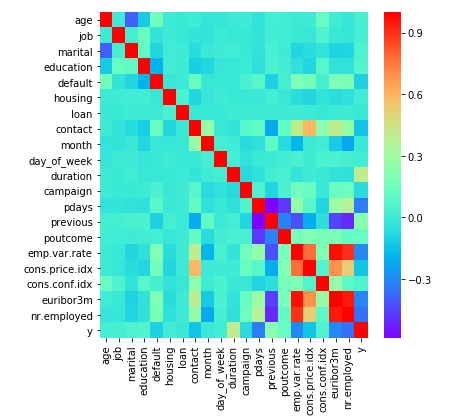 age
job
marital
education
default
housing
loan
contact
month
day_of_week
duration
campaign
pdays
previous
poutcome
emp.var.rate
cons.price.idx
cons.conf.idx
euribor3m
nr.employed
y
age
job
marital
education
default
housing
loan
contact
month
day_of_week
duration
campaign
pdays
previous
poutcome
emp.var.rate
cons.price.idx
cons.conf.idx
euribor3m
nr.employed
y
0.9
0.6
0.3
0.0
−0.3